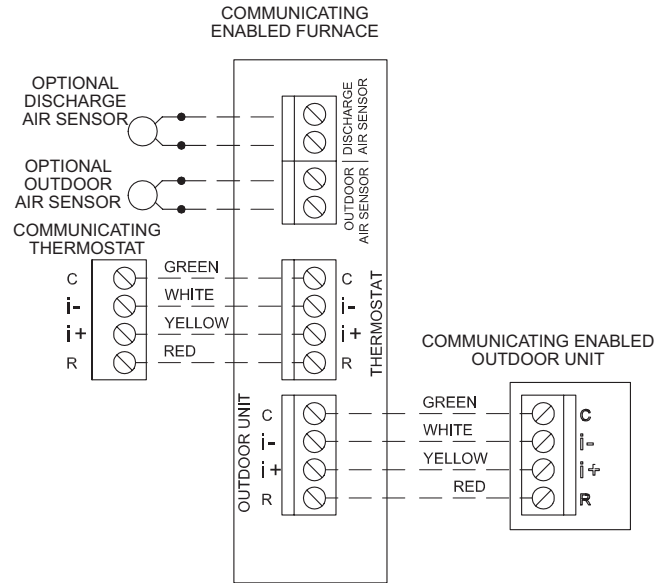 COMMUNICATING
ENABLED FURNACE
OPTIONAL
DISCHARGE
AIR SENSOR
DISCHARGE
AIR SENSOR
OPTIONAL
OUTDOOR
AIR SENSOR
OUTDOOR
AIR SENSOR
COMMUNICATING
THERMOSTAT
C GREEN C
i- WHITE i-
i+ YELLOW i+
R RED R
THERMOSTAT
COMMUNICATING ENABLED
OUTDOOR UNIT
OUTDOOR UNIT
C GREEN C
i- WHITE i-
i+ YELLOW i+
R RED R